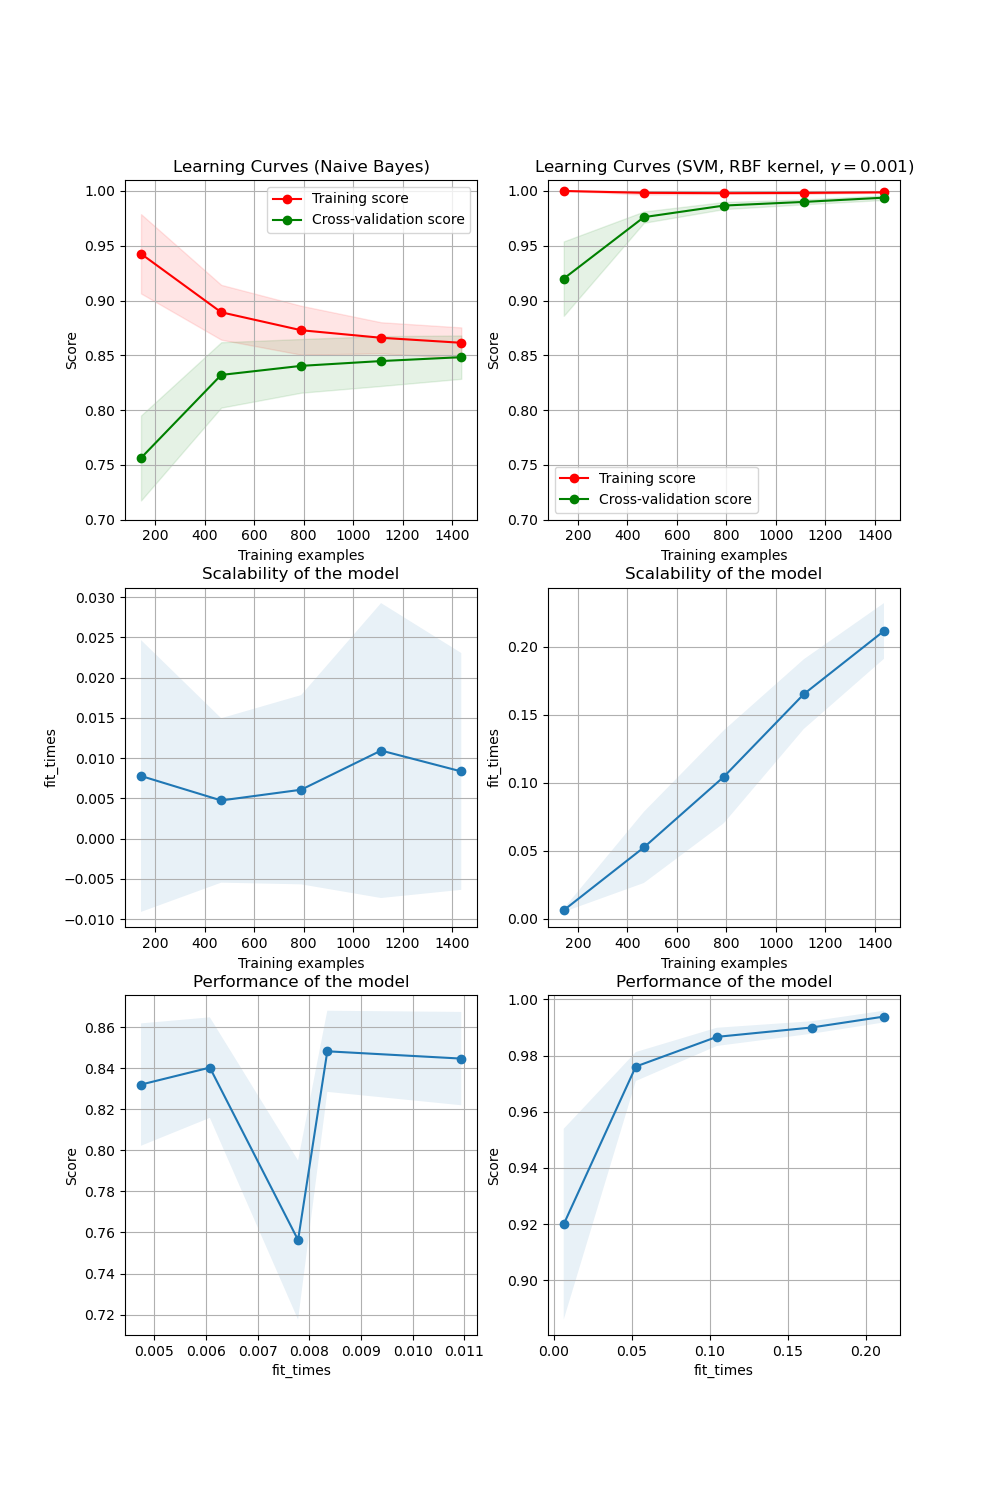 Learning Curves (Naive Bayes)
1.00
0.95
0.90
0.85
0.80
0.75
0.70
Score
Training score
Cross-validation score
200 400 600 800 1000 1200 1400
Training examples
Learning Curves (SVM, RBF kernel, γ = 0.001)
1.00
0.95
0.90
0.85
0.80
0.75
0.70
Score
Training score
Cross-validation score
200 400 600 800 1000 1200 1400
Training examples
Scalability of the model
0.030
0.025
0.020
0.015
0.010
0.005
0.000
−0.005
−0.010
fit_times
200 400 600 800 1000 1200 1400
Training examples
Scalability of the model
0.20
0.15
0.10
0.05
0.00
fit_times
200 400 600 800 1000 1200 1400
Training examples
Performance of the model
0.86
0.84
0.82
0.80
0.78
0.76
0.74
0.72
Score
0.005 0.006 0.007 0.008 0.009 0.010 0.011
fit_times
Performance of the model
1.00
0.98
0.96
0.94
0.92
0.90
Score
0.00 0.05 0.10 0.15 0.20
fit_times